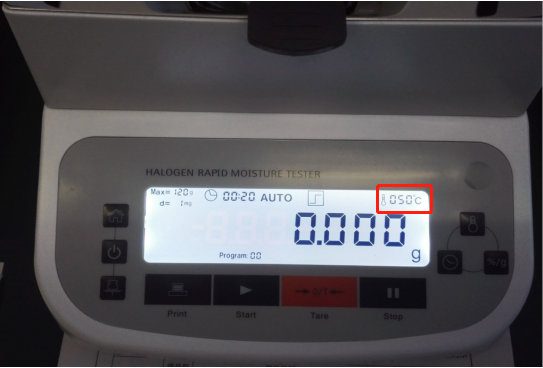 HALOGEN RAPID MOISTURE TESTER
Max= 120g
d= 1mg
00:20 AUTO
050°C
0.000
g
Program: 00
→0/T←
%/g
Print Start Tare Stop